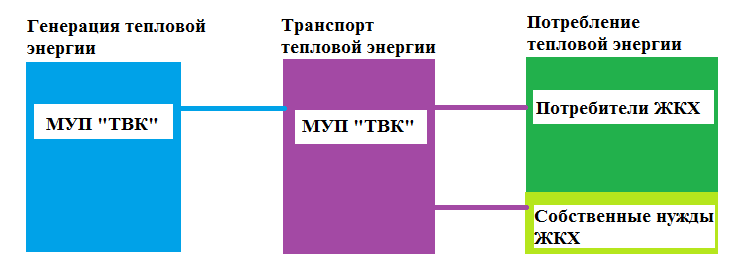 Генерация тепловой
энергии
Транспорт
тепловой энергии
Потребление
тепловой энергии
МУП "ТВК"
МУП "ТВК"
Потребители ЖКХ
Собственные нужды
ЖКХ